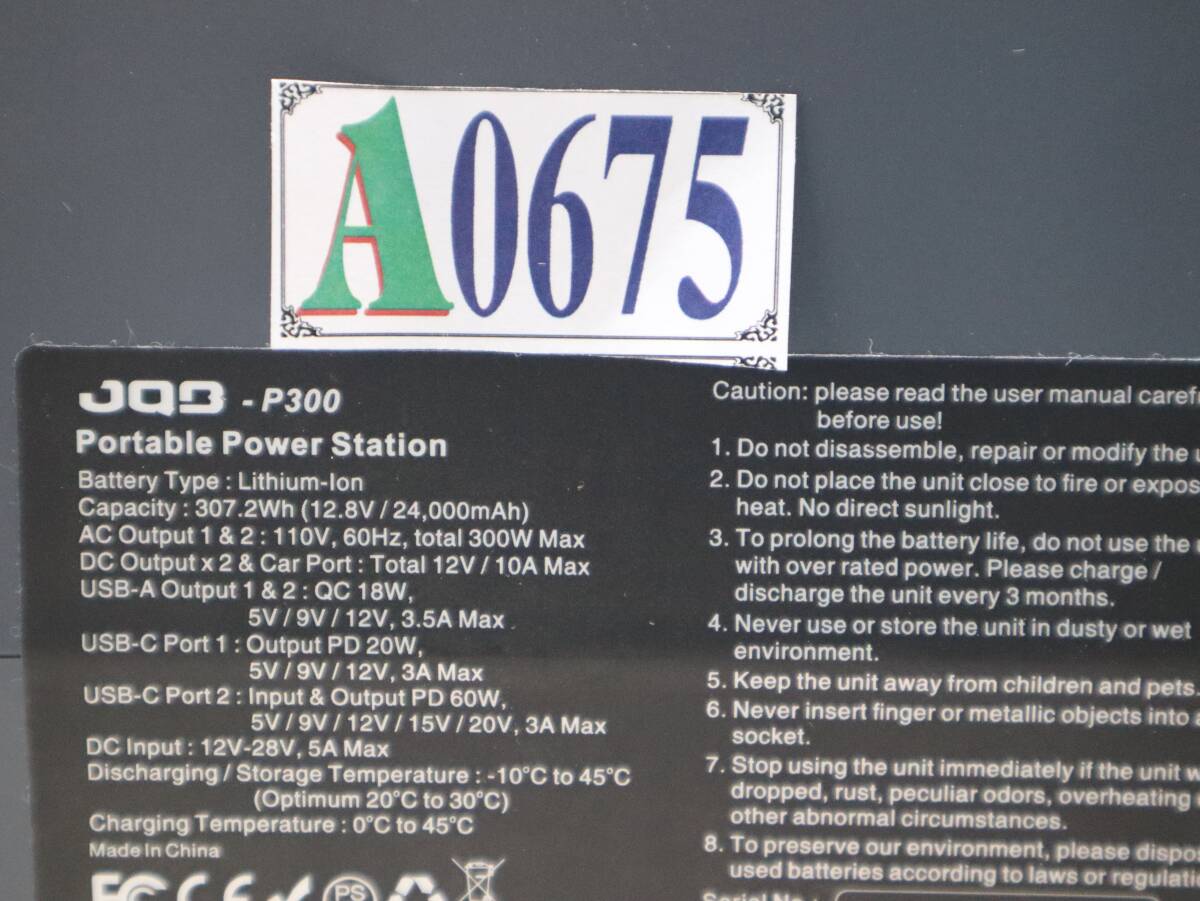 A0675
JQB - P300
Portable Power Station
Battery Type : Lithium-Ion
Capacity : 307.2Wh (12.8V / 24,000mAh)
AC Output 1 & 2 : 110V, 60Hz, total 300W Max
DC Output x 2 & Car Port : Total 12V / 10A Max
USB-A Output 1 & 2 : QC 18W,
5V / 9V / 12V, 3.5A Max
USB-C Port 1 : Output PD 20W,
5V / 9V / 12V, 3A Max
USB-C Port 2 : Input & Output PD 60W,
5V / 9V / 12V / 15V / 20V, 3A Max
DC Input : 12V-28V, 5A Max
Discharging / Storage Temperature : -10°C to 45°C
(Optimum 20°C to 30°C)
Charging Temperature : 0°C to 45°C
Made In China
FC CE PS
Caution: please read the user manual
before use!
1. Do not disassemble, repair or modify the
2. Do not place the unit close to fire or
heat. No direct sunlight.
3. To prolong the battery life, do not use the
with over rated power. Please charge /
discharge the unit every 3 months.
4. Never use or store the unit in dusty or wet
environment.
5. Keep the unit away from children and pets
6. Never insert finger or metallic objects into
socket.
7. Stop using the unit immediately if the unit
dropped, rust, peculiar odors, overheating
other abnormal circumstances.
8. To preserve our environment, please
used batteries according to laws or
Serial No.: